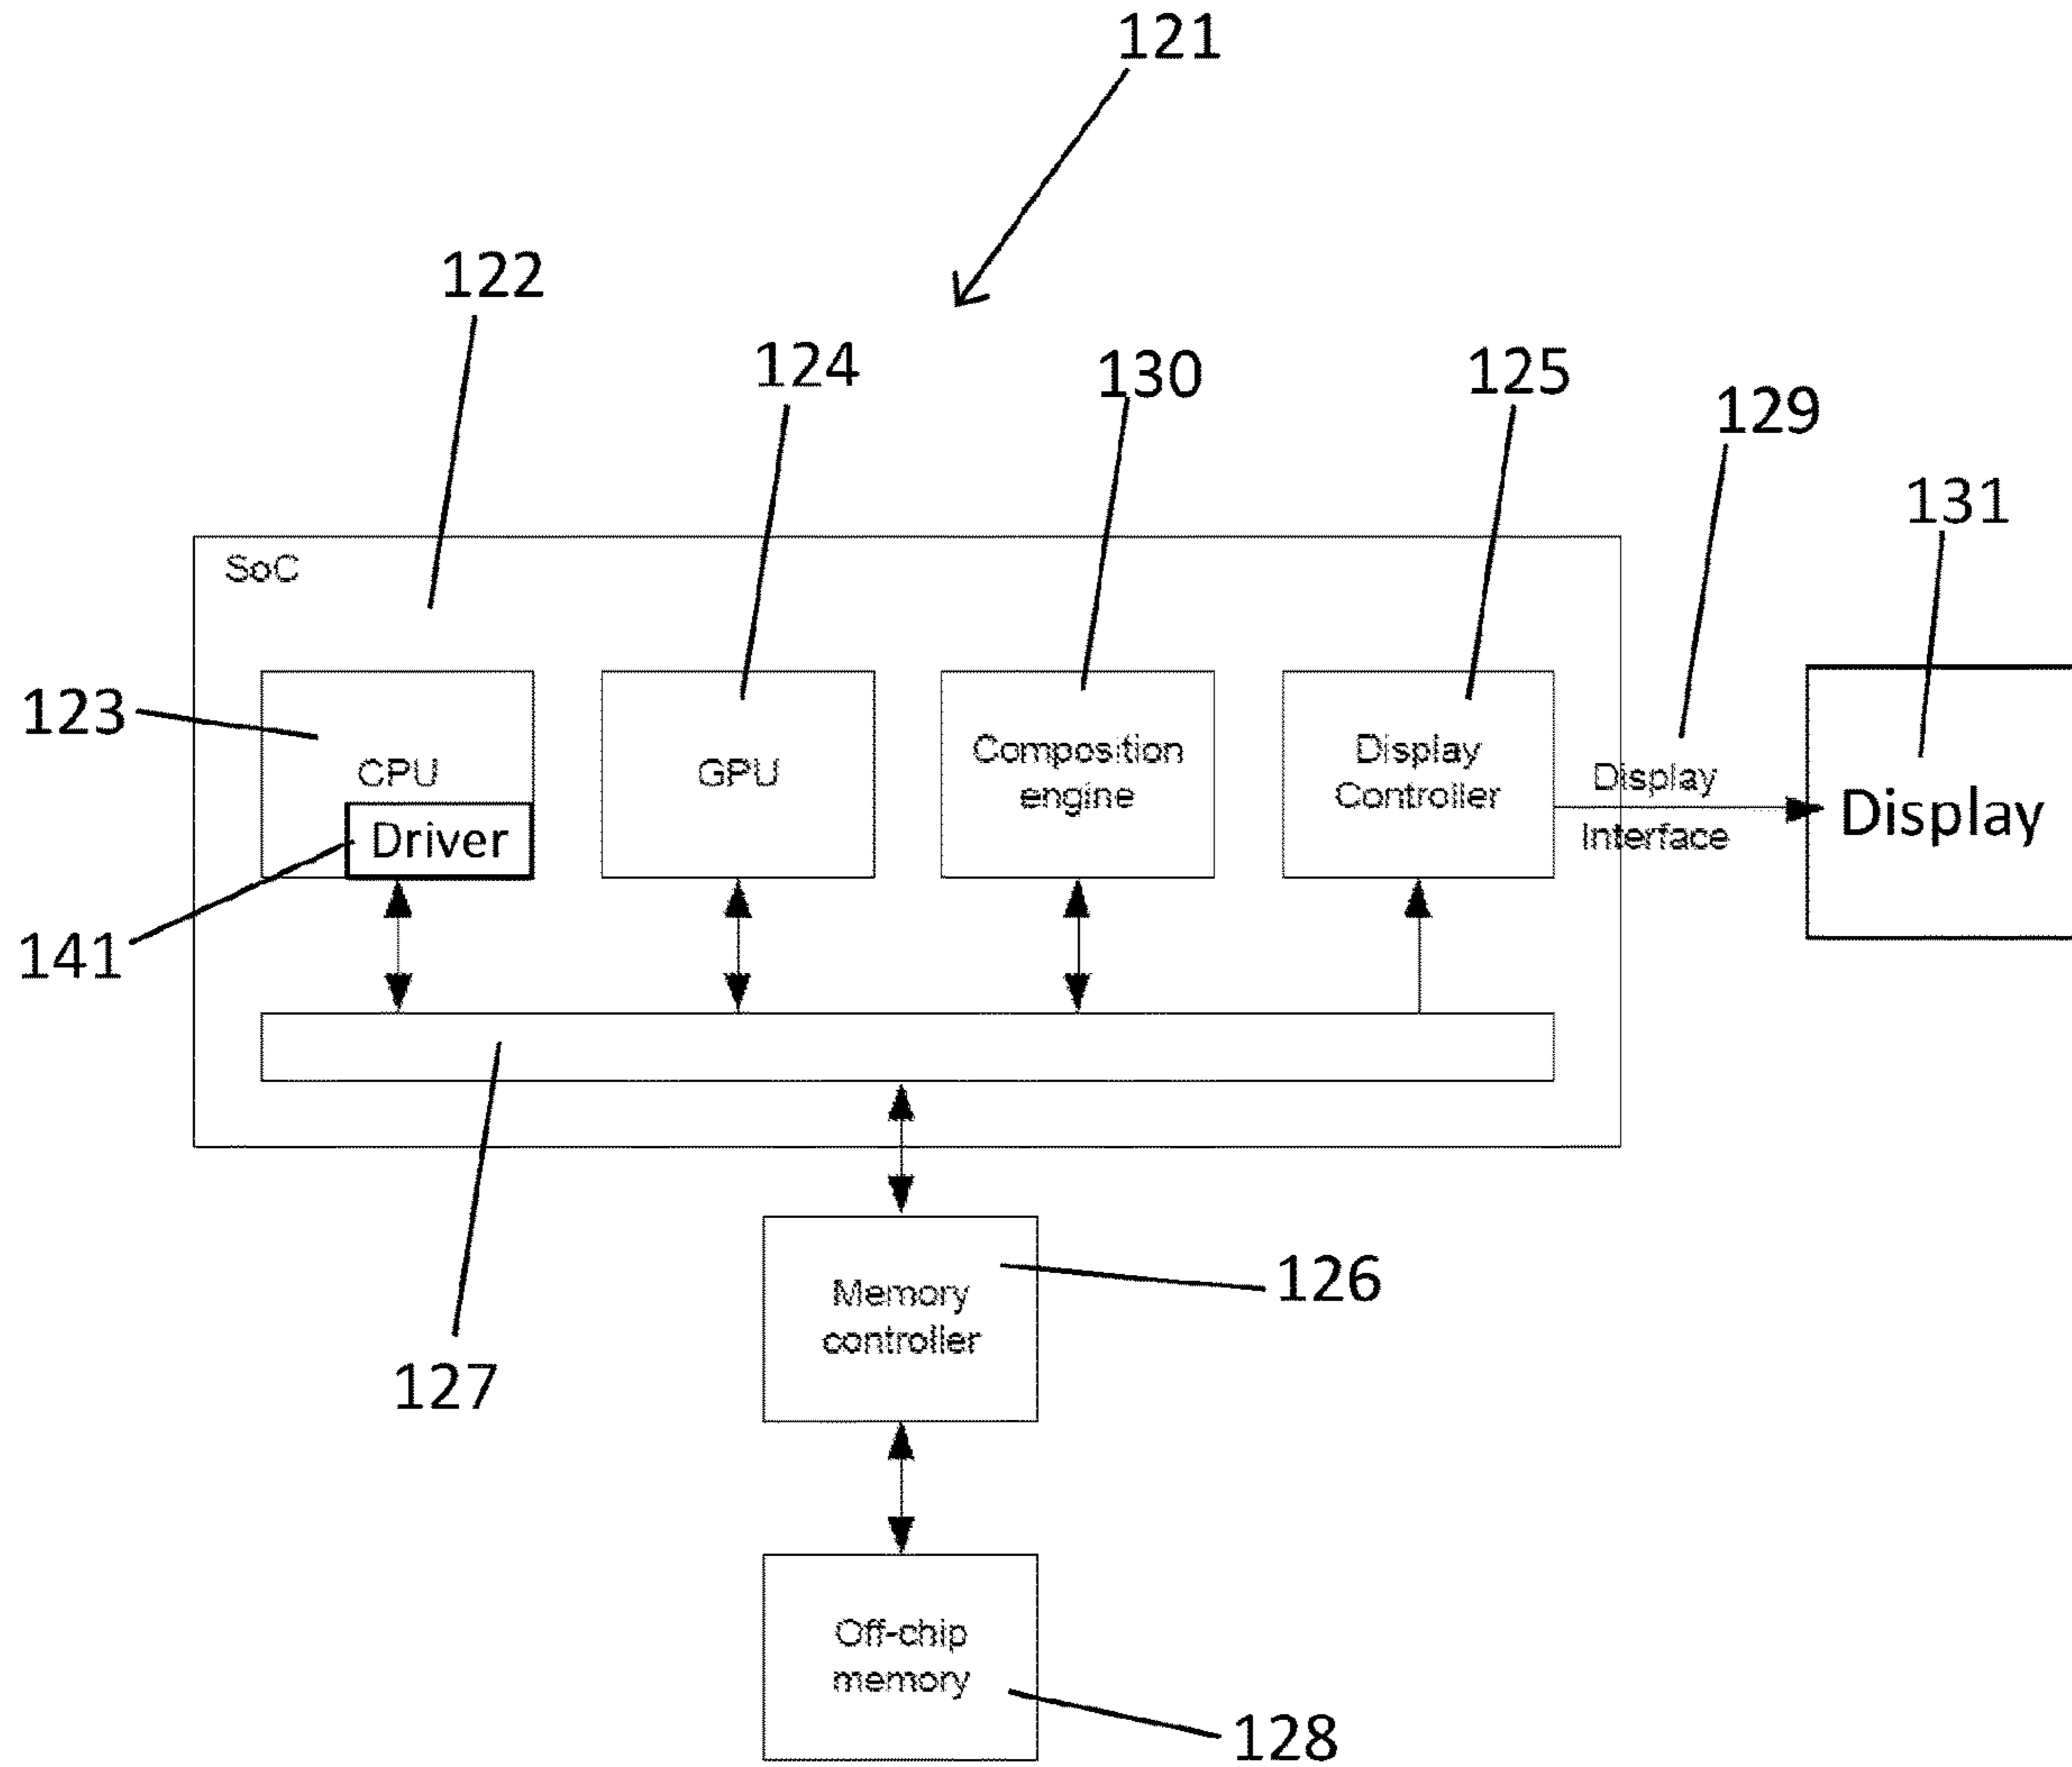 121
122
124
130
125
129
131
SoC
123
CPU
GPU
Composition
engine
Display
Controller
Display
Interface
Display
Driver
141
127
Memory
controller
126
Off-chip
memory
128